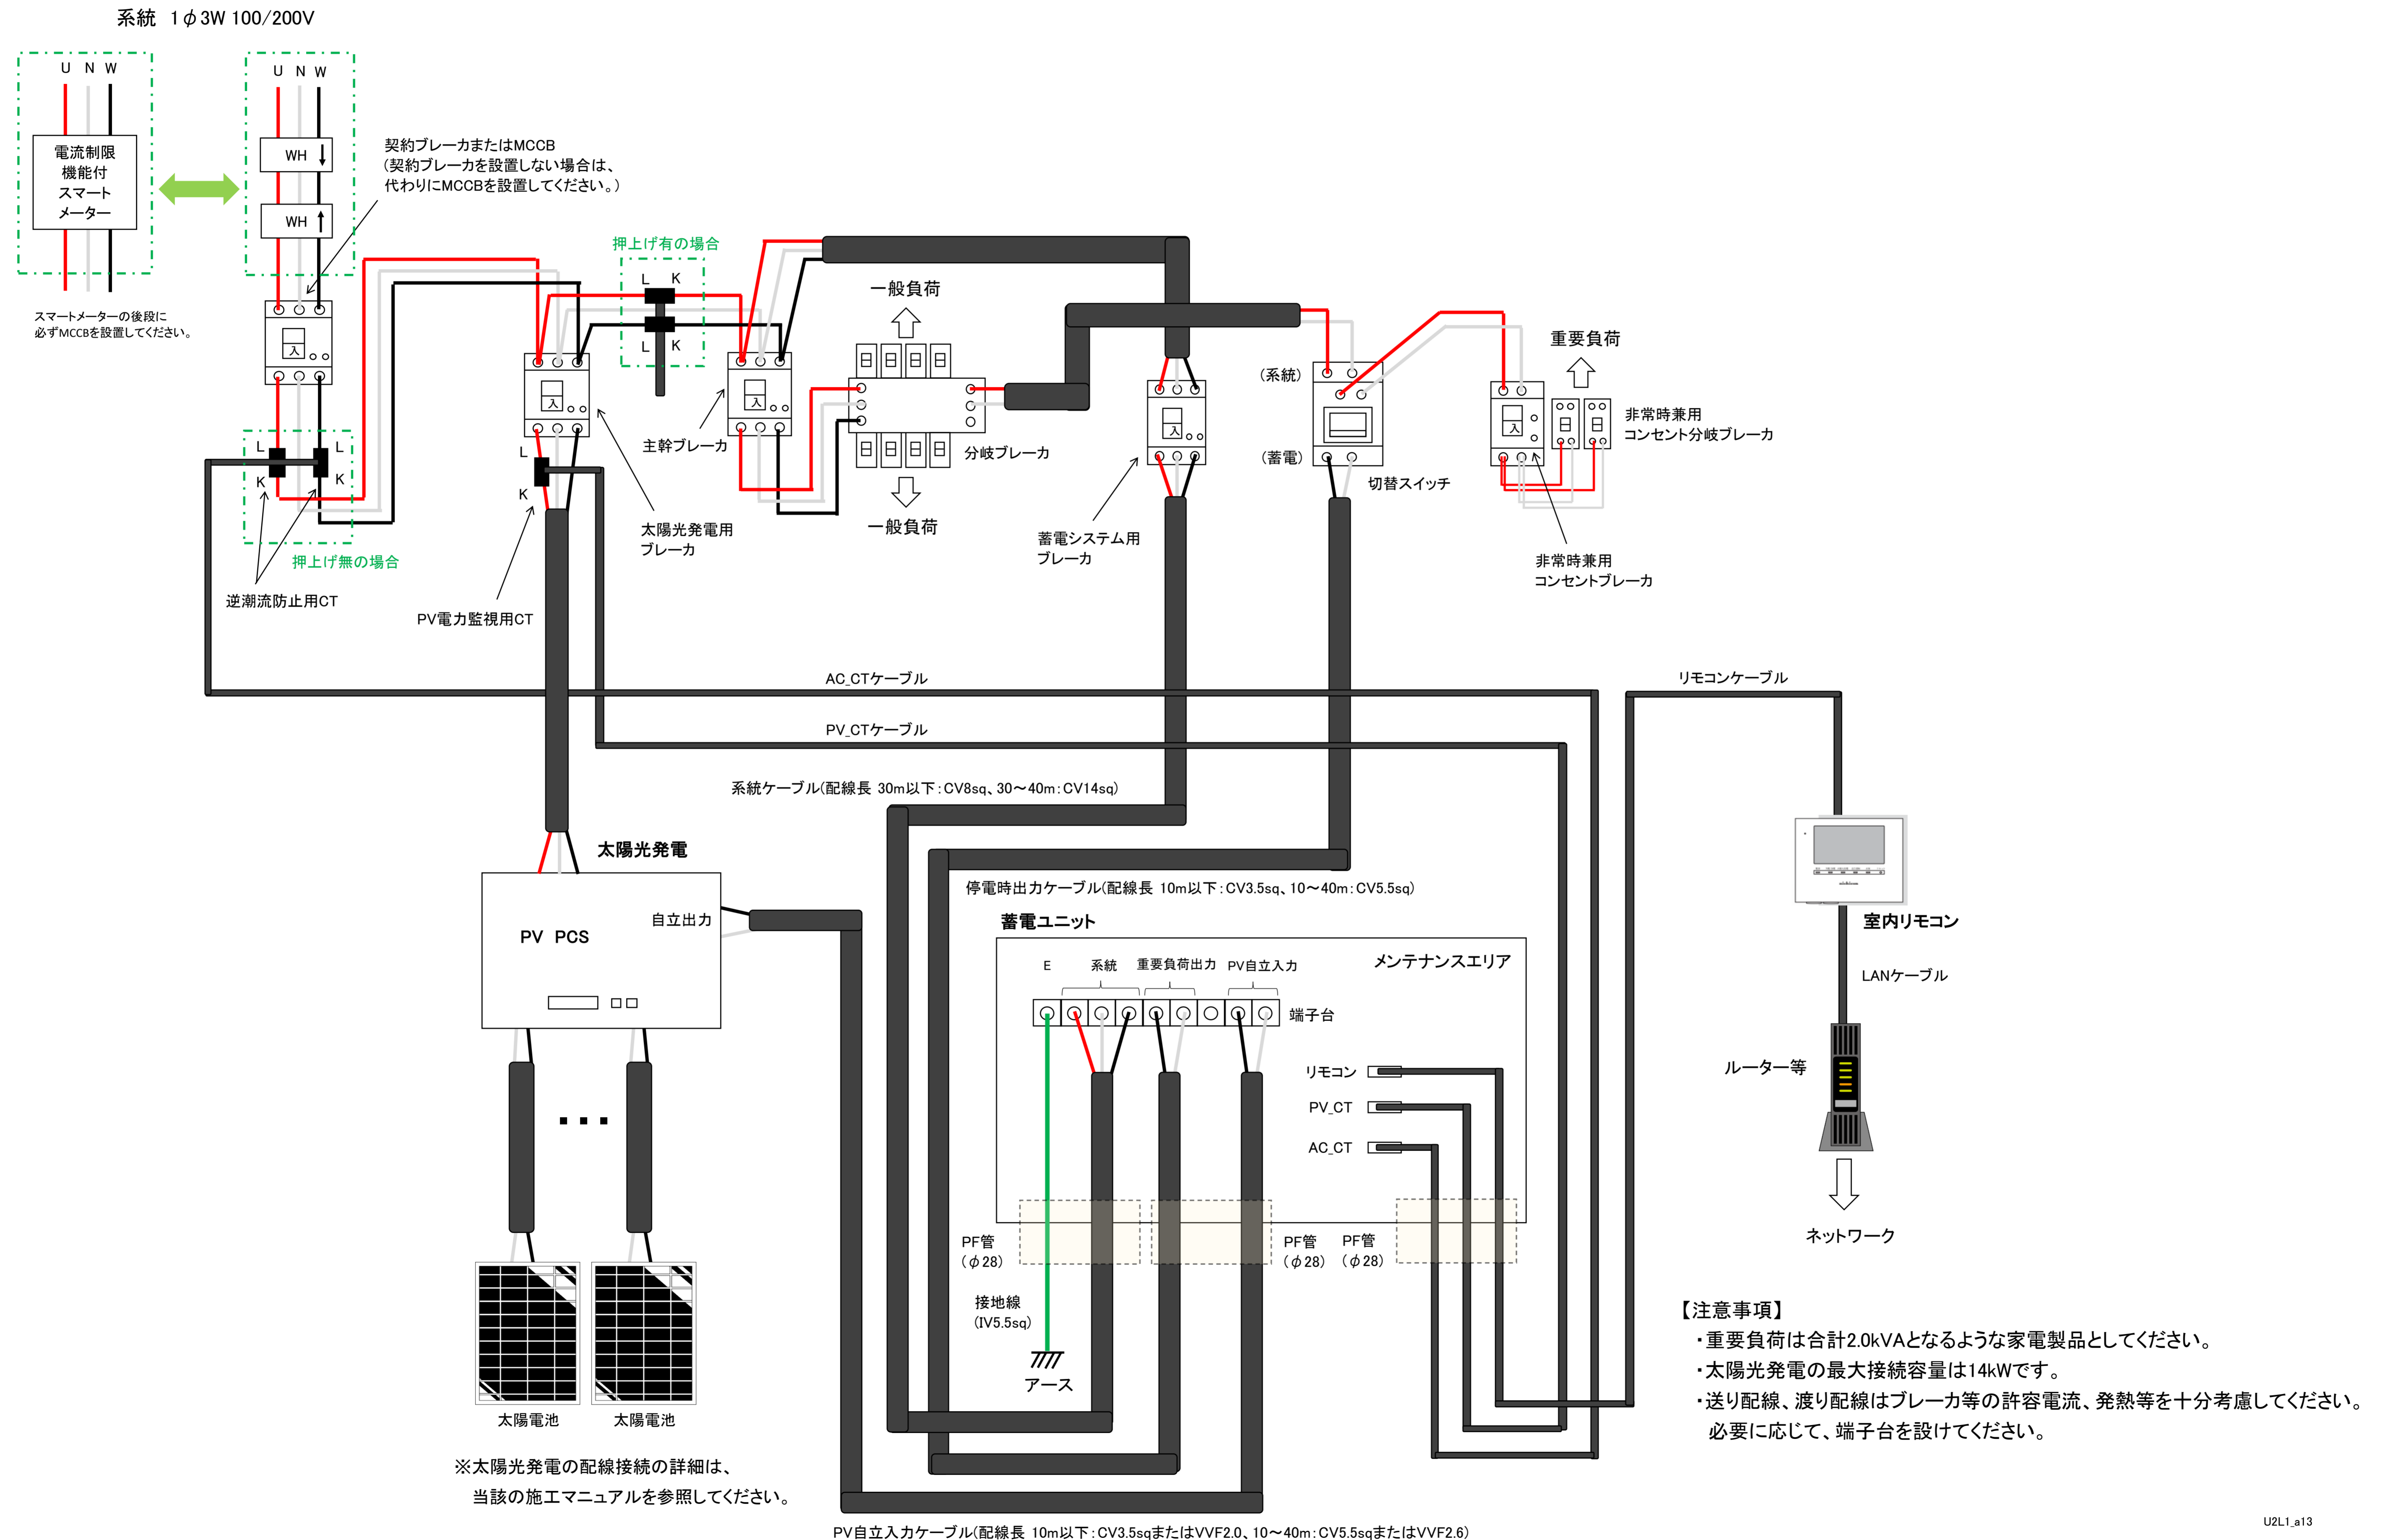 系統 1φ3W 100/200V
U N W
U N W
電流制限
機能付
スマート
メーター
WH
WH
契約ブレーカまたはMCCB
(契約ブレーカを設置しない場合は、
代わりにMCCBを設置してください。)
スマートメーターの後段に
必ずMCCBを設置してください。
押上げ有の場合
L K
L K
一般負荷
(系統)
重要負荷
入
入
入
入
入
非常時兼用
コンセント分岐ブレーカ
主幹ブレーカ
分岐ブレーカ
(蓄電)
切替スイッチ
L L
K K
L
K
一般負荷
太陽光発電用
ブレーカ
蓄電システム用
ブレーカ
押上げ無の場合
非常時兼用
コンセントブレーカ
逆潮流防止用CT
PV電力監視用CT
AC_CTケーブル
リモコンケーブル
PV_CTケーブル
系統ケーブル(配線長 30m以下:CV8sq、30～40m:CV14sq)
太陽光発電
停電時出力ケーブル(配線長 10m以下:CV3.5sq、10～40m:CV5.5sq)
自立出力
PV PCS
蓄電ユニット
室内リモコン
メンテナンスエリア
E 系統 重要負荷出力 PV自立入力
LANケーブル
端子台
リモコン
PV_CT
AC_CT
ルーター等
・・・
PF管
(φ28)
PF管
(φ28)
PF管
(φ28)
ネットワーク
接地線
(IV5.5sq)
アース
太陽電池 太陽電池
【注意事項】
・重要負荷は合計2.0kVAとなるような家電製品としてください。
・太陽光発電の最大接続容量は14kWです。
・送り配線、渡り配線はブレーカ等の許容電流、発熱等を十分考慮してください。
必要に応じて、端子台を設けてください。
※太陽光発電の配線接続の詳細は、
当該の施工マニュアルを参照してください。
PV自立入力ケーブル(配線長 10m以下:CV3.5sqまたはVVF2.0、10～40m:CV5.5sqまたはVVF2.6)
U2L1_a13